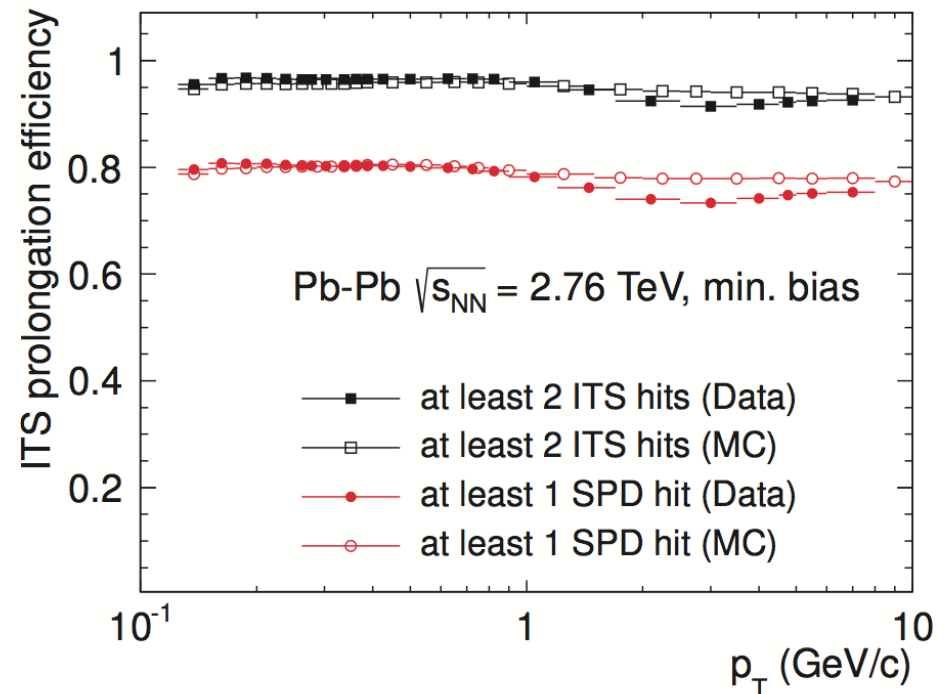 ITS prolongation efficiency
1
0.8
0.6
0.4
0.2
Pb-Pb √sNN = 2.76 TeV, min. bias
at least 2 ITS hits (Data)
at least 2 ITS hits (MC)
at least 1 SPD hit (Data)
at least 1 SPD hit (MC)
10-1 1 10
pT (GeV/c)